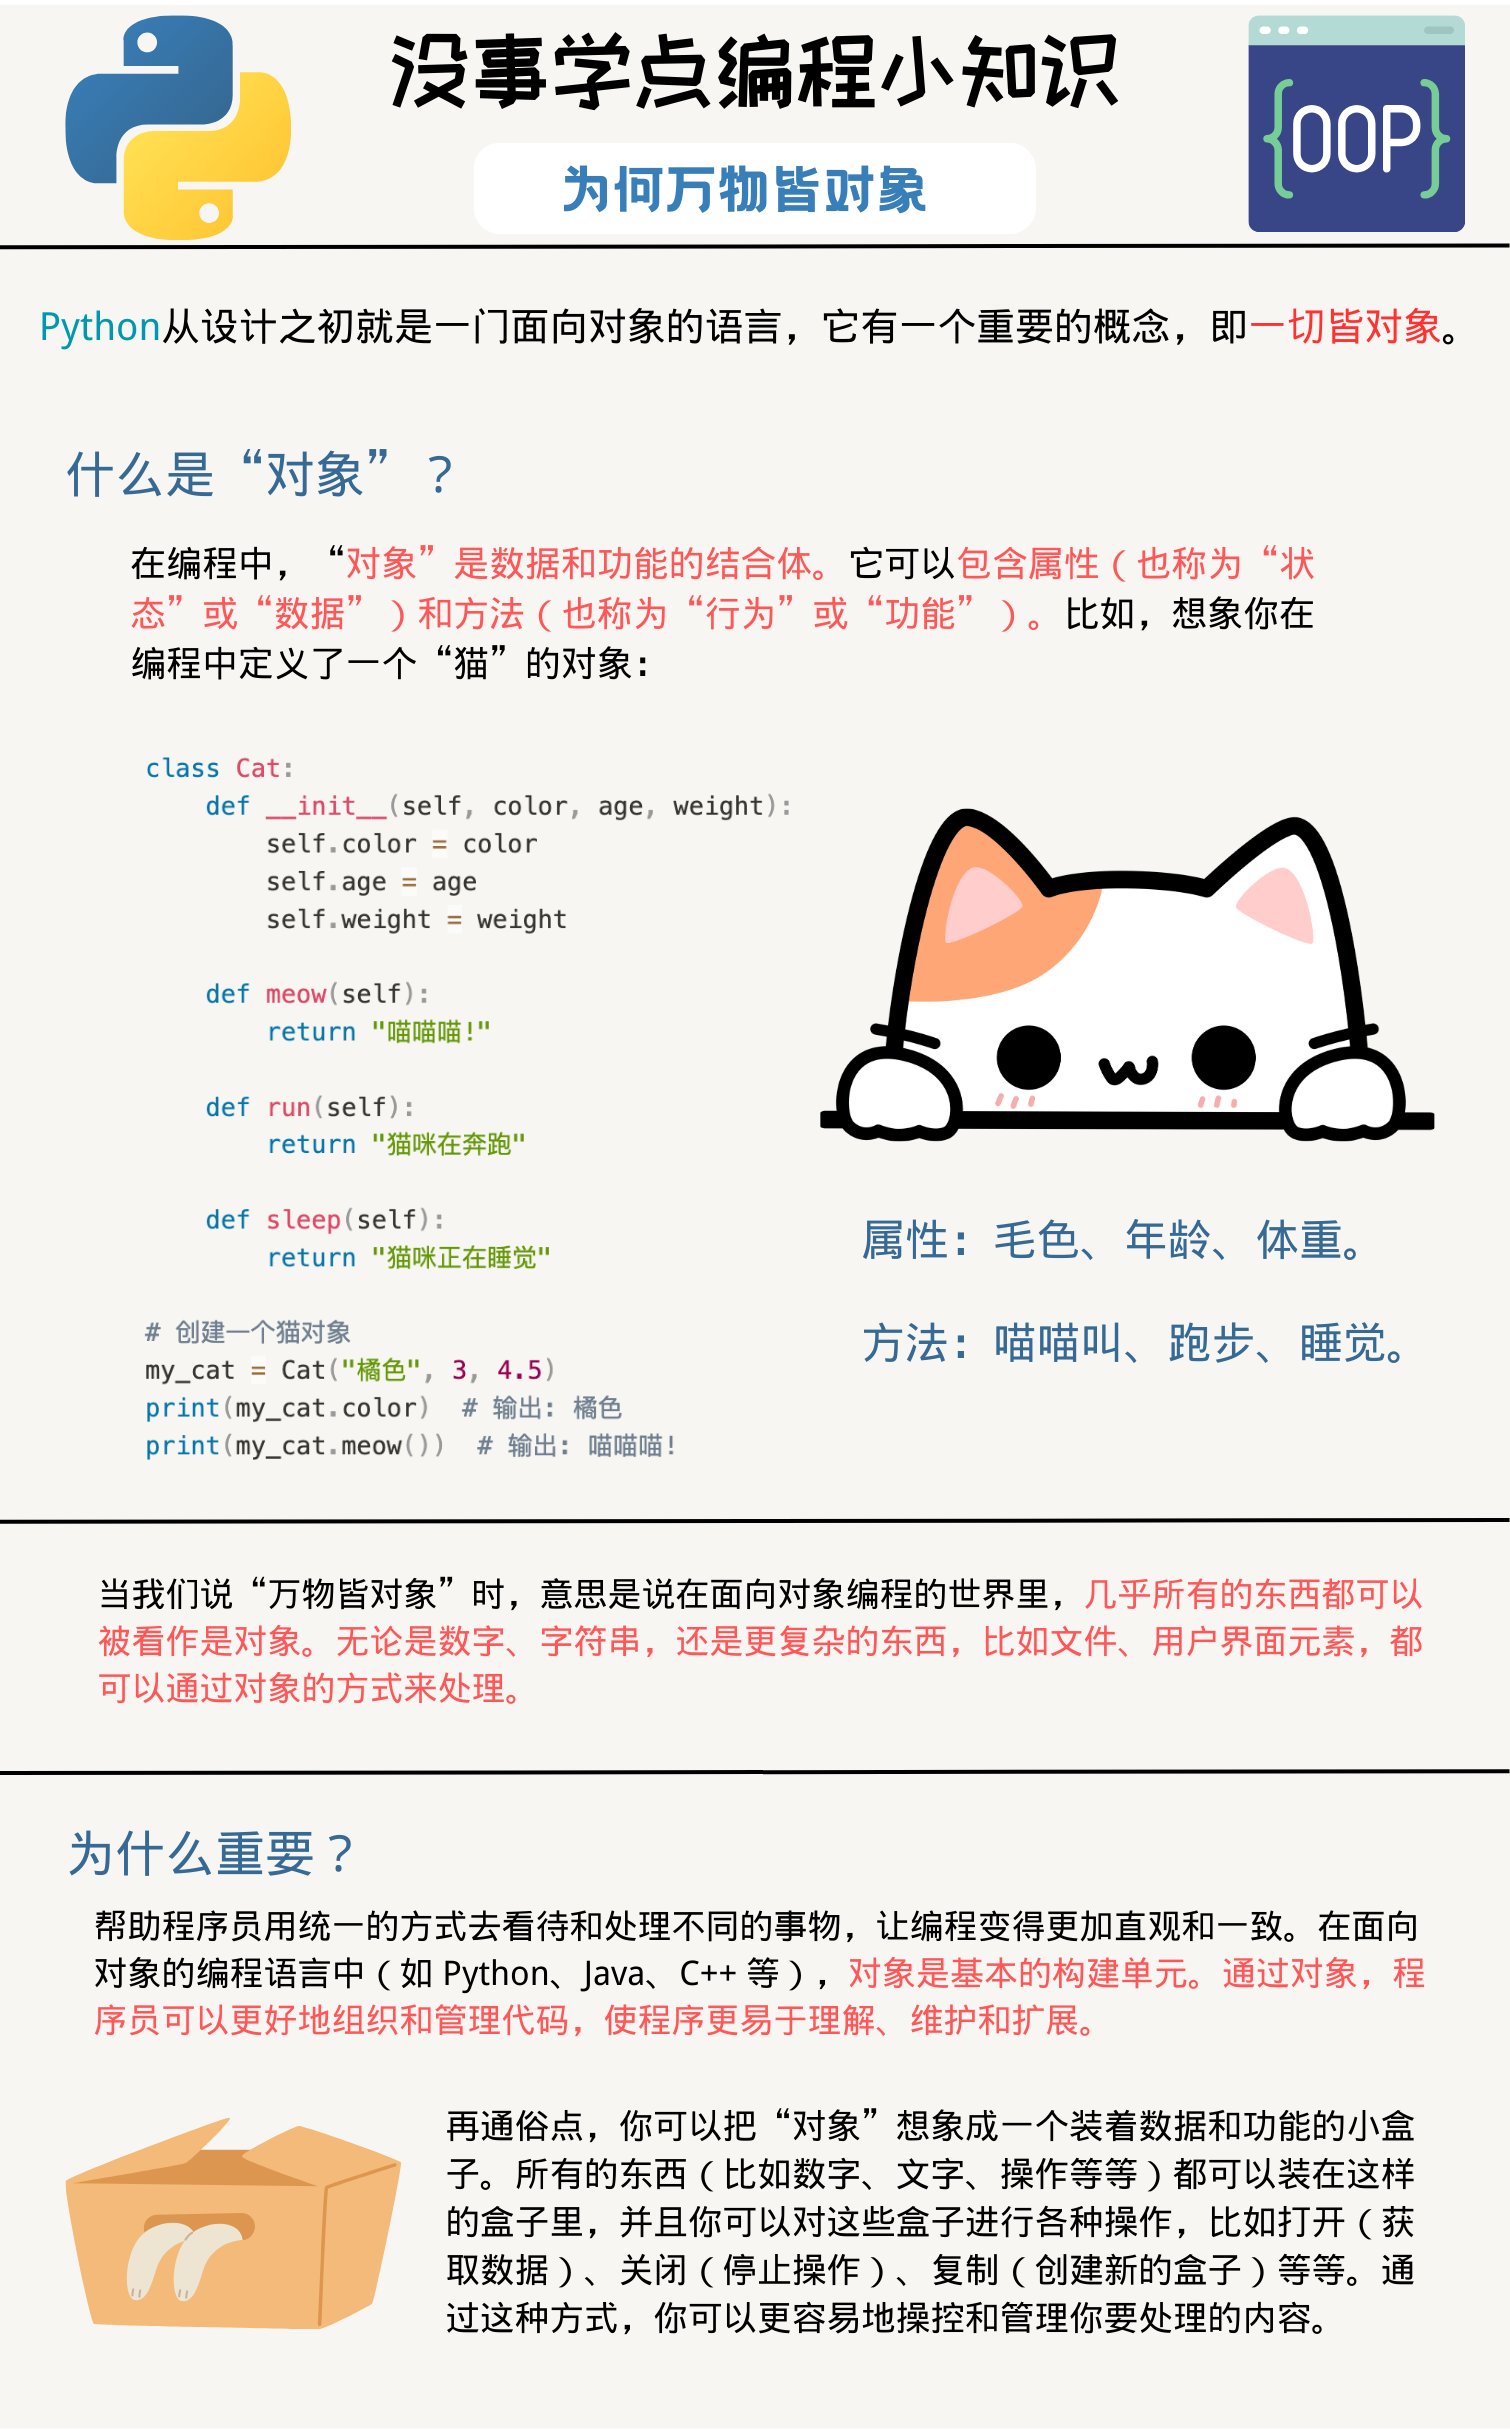 没事学点编程小知识
{OOP}
为何万物皆对象
Python从设计之初就是一门面向对象的语言，它有一个重要的概念，即一切皆对象。
什么是“对象”？
在编程中，“对象”是数据和功能的结合体。它可以包含属性（也称为“状
态”或“数据”）和方法（也称为“行为”或“功能”）。比如，想象你在
编程中定义了一个“猫”的对象：
class Cat:
    def __init__(self, color, age, weight):
        self.color = color
        self.age = age
        self.weight = weight
    def meow(self):
        return "喵喵喵!"
    def run(self):
        return "猫咪在奔跑"
    def sleep(self):
        return "猫咪正在睡觉"
# 创建一个猫对象
my_cat = Cat("橘色", 3, 4.5)
print(my_cat.color)  # 输出: 橘色
print(my_cat.meow())  # 输出: 喵喵喵!
属性：毛色、年龄、体重。
方法：喵喵叫、跑步、睡觉。
当我们说“万物皆对象”时，意思是说在面向对象编程的世界里，几乎所有的东西都可以
被看作是对象。无论是数字、字符串，还是更复杂的东西，比如文件、用户界面元素，都
可以通过对象的方式来处理。
为什么重要？
帮助程序员用统一的方式去看待和处理不同的事物，让编程变得更加直观和一致。在面向
对象的编程语言中（如 Python、Java、C++ 等），对象是基本的构建单元。通过对象，程
序员可以更好地组织和管理代码，使程序更易于理解、维护和扩展。
再通俗点，你可以把“对象”想象成一个装着数据和功能的小盒
子。所有的东西（比如数字、文字、操作等等）都可以装在这样
的盒子里，并且你可以对这些盒子进行各种操作，比如打开（获
取数据）、关闭（停止操作）、复制（创建新的盒子）等等。通
过这种方式，你可以更容易地操控和管理你要处理的内容。